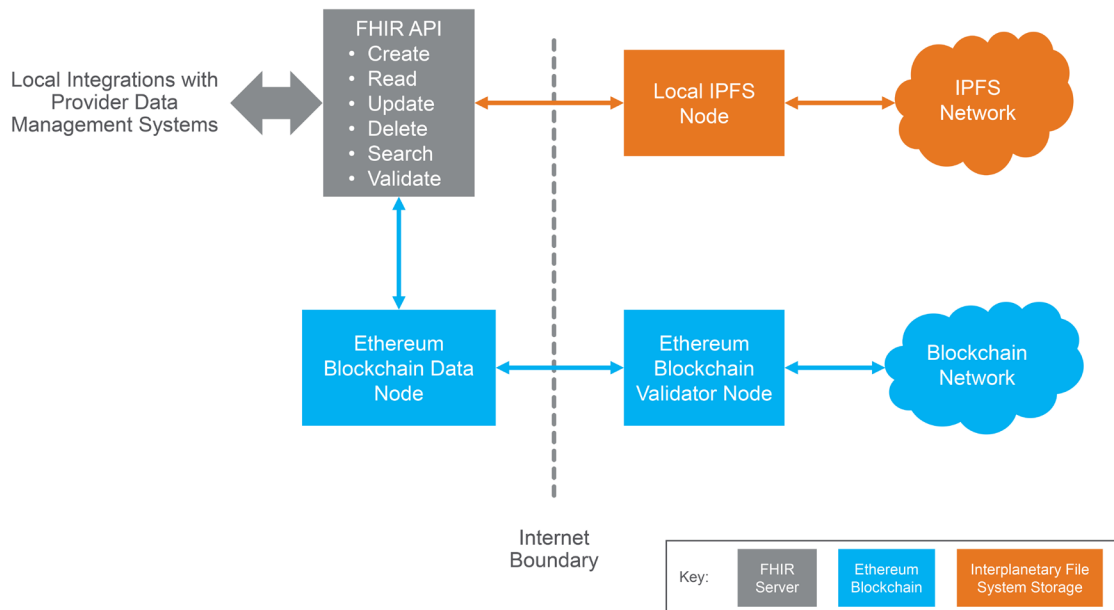 FHIR API
• Create
• Read
• Update
• Delete
• Search
• Validate
Local Integrations with
Provider Data
Management Systems
Local IPFS
Node
IPFS
Network
Ethereum
Blockchain Data
Node
Ethereum
Blockchain
Validator Node
Blockchain
Network
Internet
Boundary
Key:
FHIR
Server
Ethereum
Blockchain
Interplanetary File
System Storage